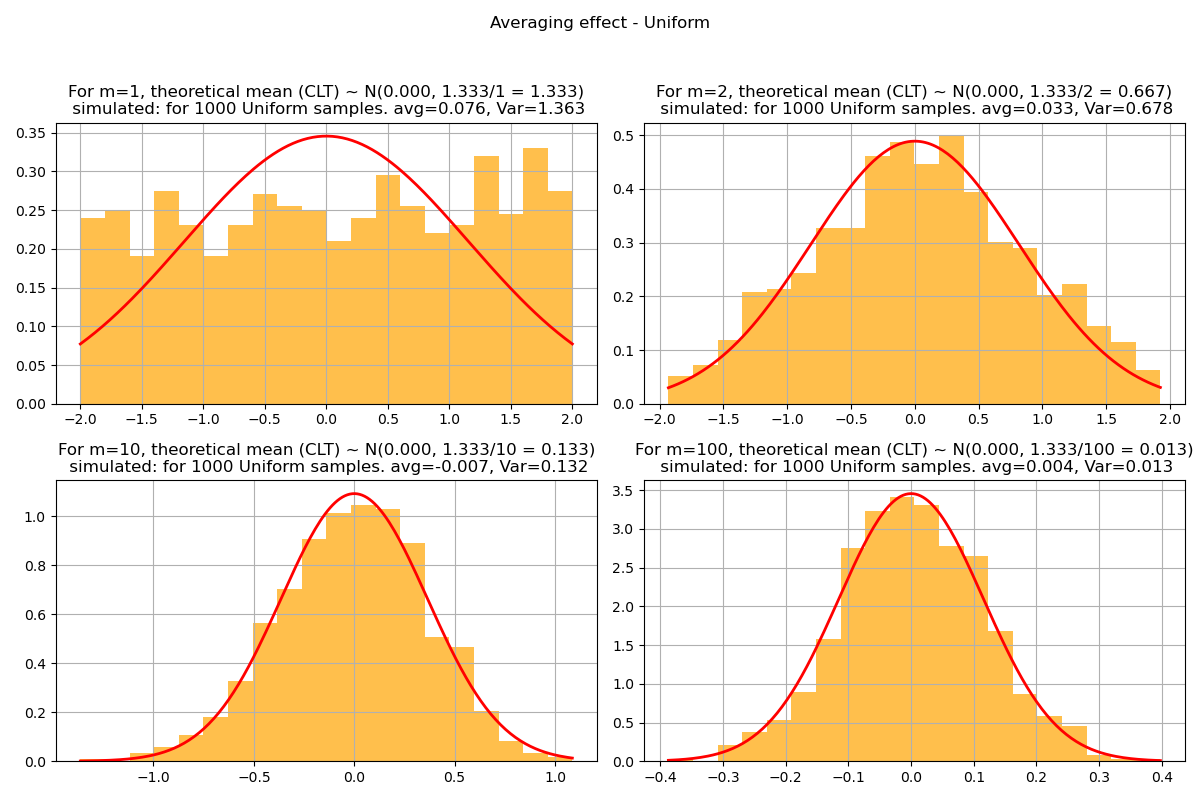 Averaging effect - Uniform
For m=1, theoretical mean (CLT) ~ N(0.000, 1.333/1 = 1.333)
simulated: for 1000 Uniform samples. avg=0.076, Var=1.363
0.35
0.30
0.25
0.20
0.15
0.10
0.05
0.00
−2.0 −1.5 −1.0 −0.5 0.0 0.5 1.0 1.5 2.0
For m=2, theoretical mean (CLT) ~ N(0.000, 1.333/2 = 0.667)
simulated: for 1000 Uniform samples. avg=0.033, Var=0.678
0.5
0.4
0.3
0.2
0.1
0.0
−2.0 −1.5 −1.0 −0.5 0.0 0.5 1.0 1.5 2.0
For m=10, theoretical mean (CLT) ~ N(0.000, 1.333/10 = 0.133)
simulated: for 1000 Uniform samples. avg=-0.007, Var=0.132
1.0
0.8
0.6
0.4
0.2
0.0
−1.0 −0.5 0.0 0.5 1.0
For m=100, theoretical mean (CLT) ~ N(0.000, 1.333/100 = 0.013)
simulated: for 1000 Uniform samples. avg=0.004, Var=0.013
3.5
3.0
2.5
2.0
1.5
1.0
0.5
0.0
−0.4 −0.3 −0.2 −0.1 0.0 0.1 0.2 0.3 0.4